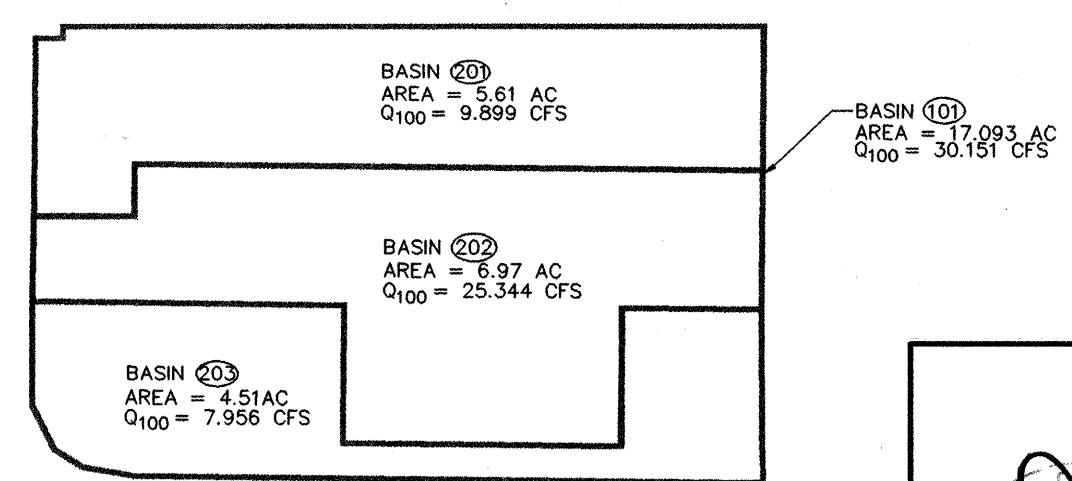 BASIN 201
AREA = 5.61 AC
Q100 = 9.899 CFS
BASIN 101
AREA = 17.093 AC
Q100 = 30.151 CFS
BASIN 202
AREA = 6.97 AC
Q100 = 25.344 CFS
BASIN 203
AREA = 4.51AC
Q100 = 7.956 CFS